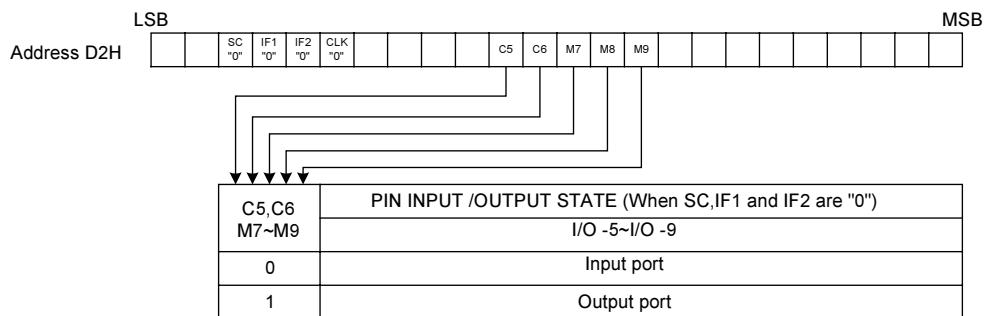 LSB MSB
Address D2H SC IF1 IF2 CLK C5 C6 M7 M8 M9
"0" "0" "0" "0"
C5,C6
M7~M9
PIN INPUT /OUTPUT STATE (When SC,IF1 and IF2 are "0")
I/O -5~I/O -9
0 Input port
1 Output port